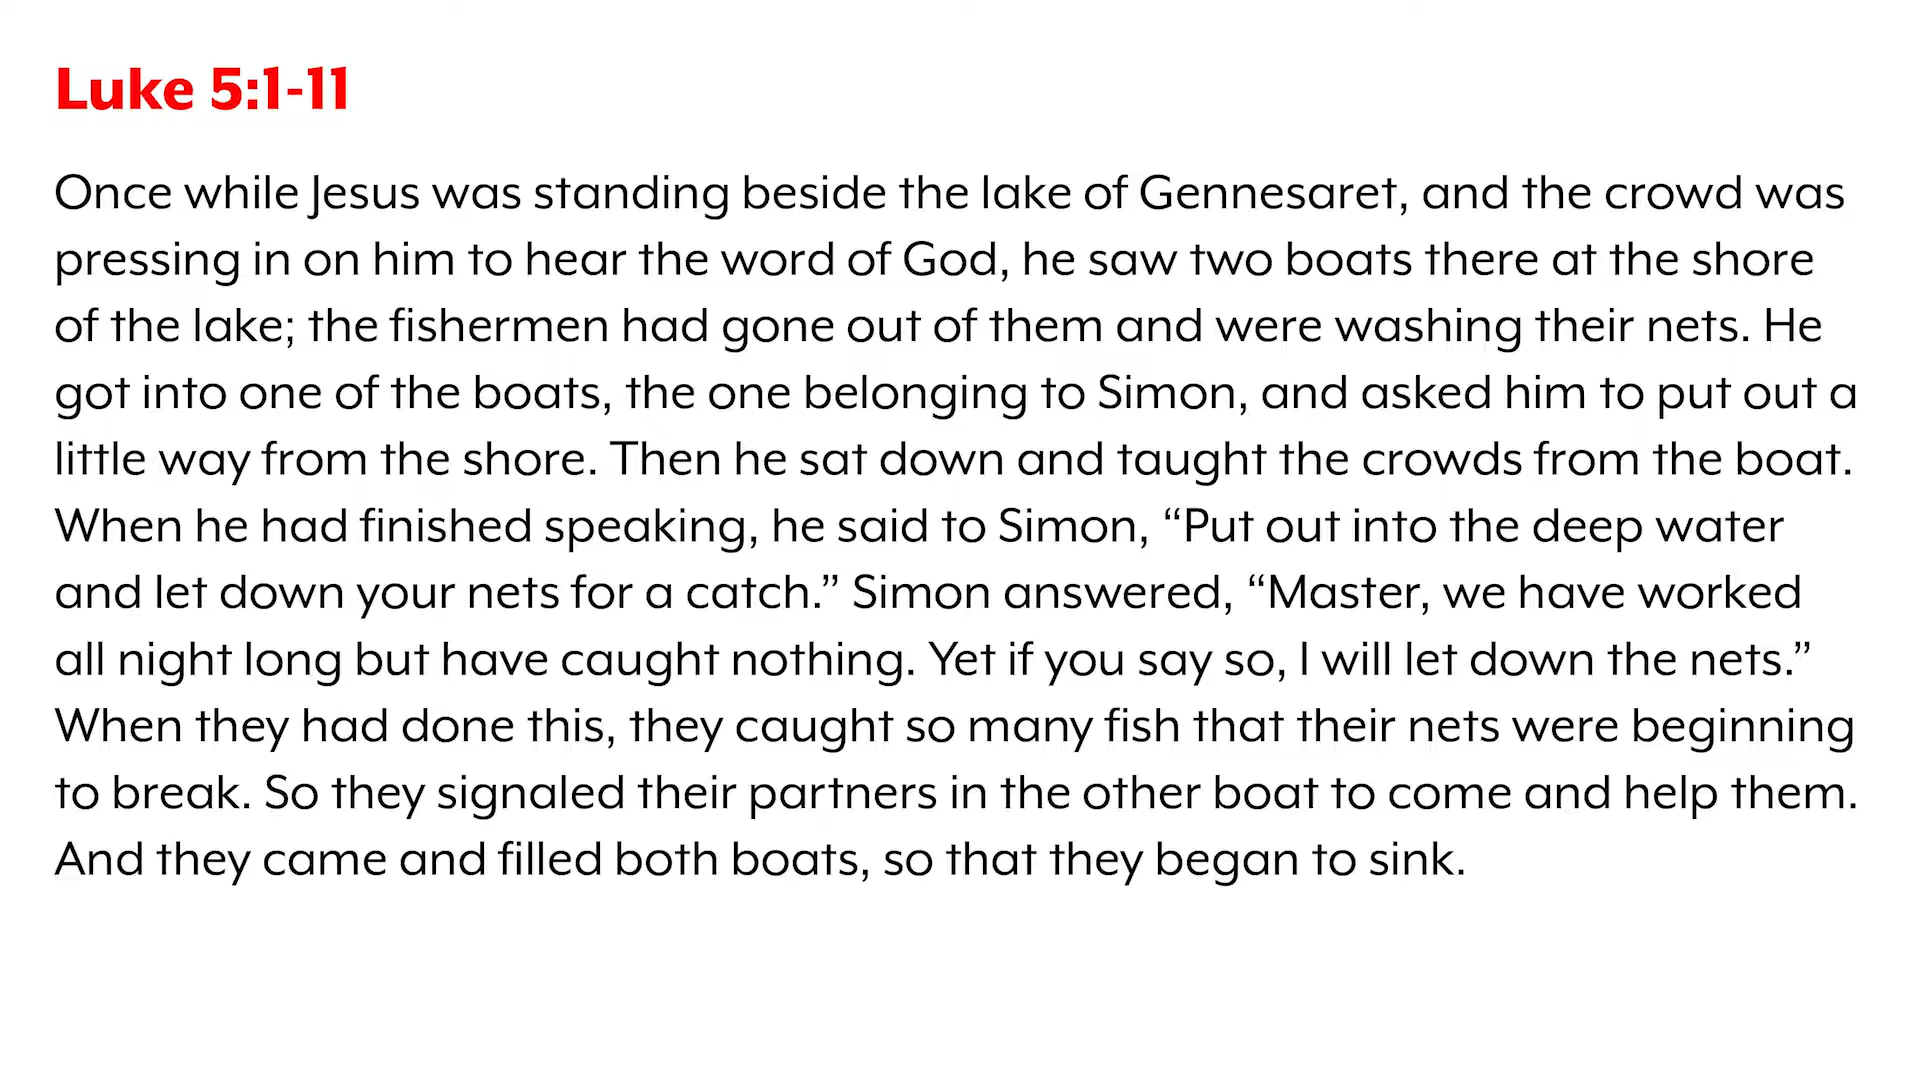 Luke 5:1-11
Once while Jesus was standing beside the lake of Gennesaret, and the crowd was
pressing in on him to hear the word of God, he saw two boats there at the shore
of the lake; the fishermen had gone out of them and were washing their nets. He
got into one of the boats, the one belonging to Simon, and asked him to put out a
little way from the shore. Then he sat down and taught the crowds from the boat.
When he had finished speaking, he said to Simon, “Put out into the deep water
and let down your nets for a catch.” Simon answered, “Master, we have worked
all night long but have caught nothing. Yet if you say so, I will let down the nets.”
When they had done this, they caught so many fish that their nets were beginning
to break. So they signaled their partners in the other boat to come and help them.
And they came and filled both boats, so that they began to sink.